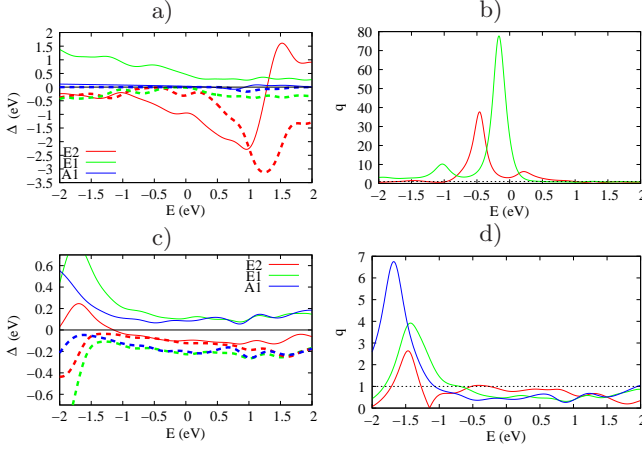 a)
2
1.5
1
0.5
0
−0.5
−1
−1.5
−2
−2.5
−3
−3.5
Δ (eV)
E2
E1
A1
−2 −1.5 −1 −0.5 0 0.5 1 1.5 2
E (eV)
b)
80
70
60
50
40
30
20
10
0
q
−2 −1.5 −1 −0.5 0 0.5 1 1.5 2
E (eV)
c)
0.6
0.4
0.2
0
−0.2
−0.4
−0.6
Δ (eV)
E2
E1
A1
−2 −1.5 −1 −0.5 0 0.5 1 1.5 2
E (eV)
d)
7
6
5
4
3
2
1
0
q
−2 −1.5 −1 −0.5 0 0.5 1 1.5 2
E (eV)